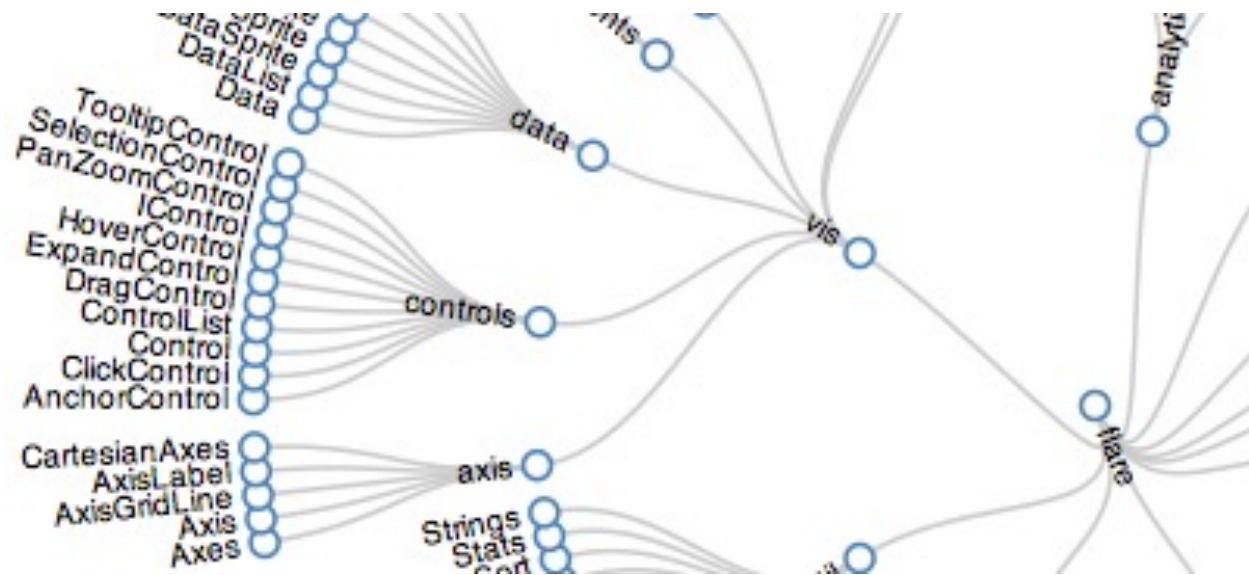 DataSprite
DataList
Data
data
TooltipControl
SelectionControl
PanZoomControl
IControl
HoverControl
ExpandControl
DragControl
ControlList
Control
ClickControl
AnchorControl
controls
CartesianAxes
AxisLabel
AxisGridLine
Axis
Axes
axis
Strings
Stats
Sort
vis
flare